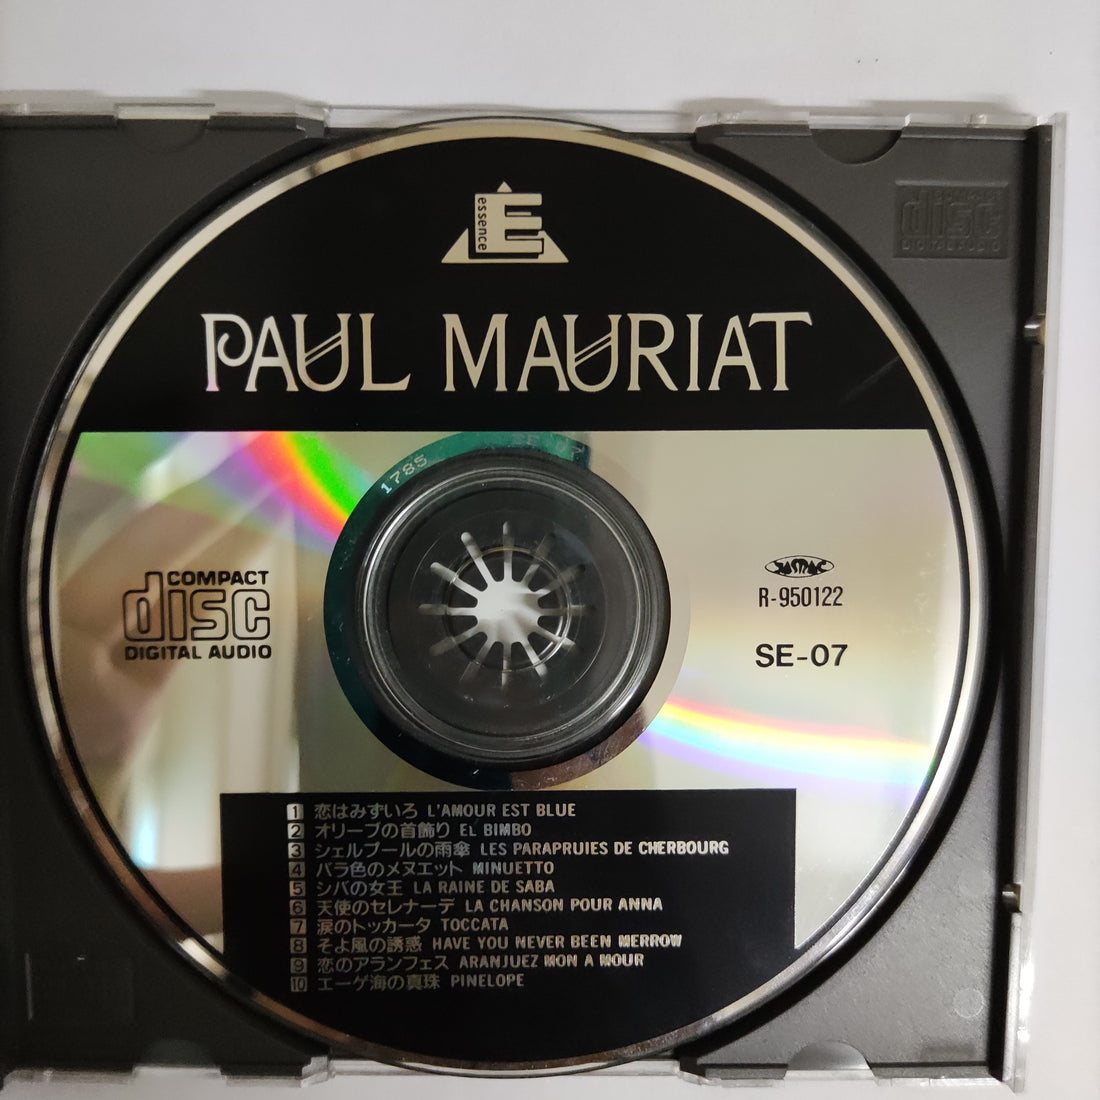 essence
E
PAUL MAURIAT
disc
DIGITAL AUDIO
1785
COMPACT
disc
DIGITAL AUDIO
JASRAC
R-950122
SE-07
1 恋はみずいろ L'AMOUR EST BLUE
2 オリーブの首飾り EL BIMBO
3 シェルブールの雨傘 LES PARAPRUIES DE CHERBOURG
4 バラ色のメヌエット MINUETTO
5 シバの女王 LA RAINE DE SABA
6 天使のセレナーデ LA CHANSON POUR ANNA
7 涙のトッカータ TOCCATA
8 そよ風の誘惑 HAVE YOU NEVER BEEN MERROW
9 恋のアランフェス ARANJUEZ MON A MOUR
10 エーゲ海の真珠 PINELOPE